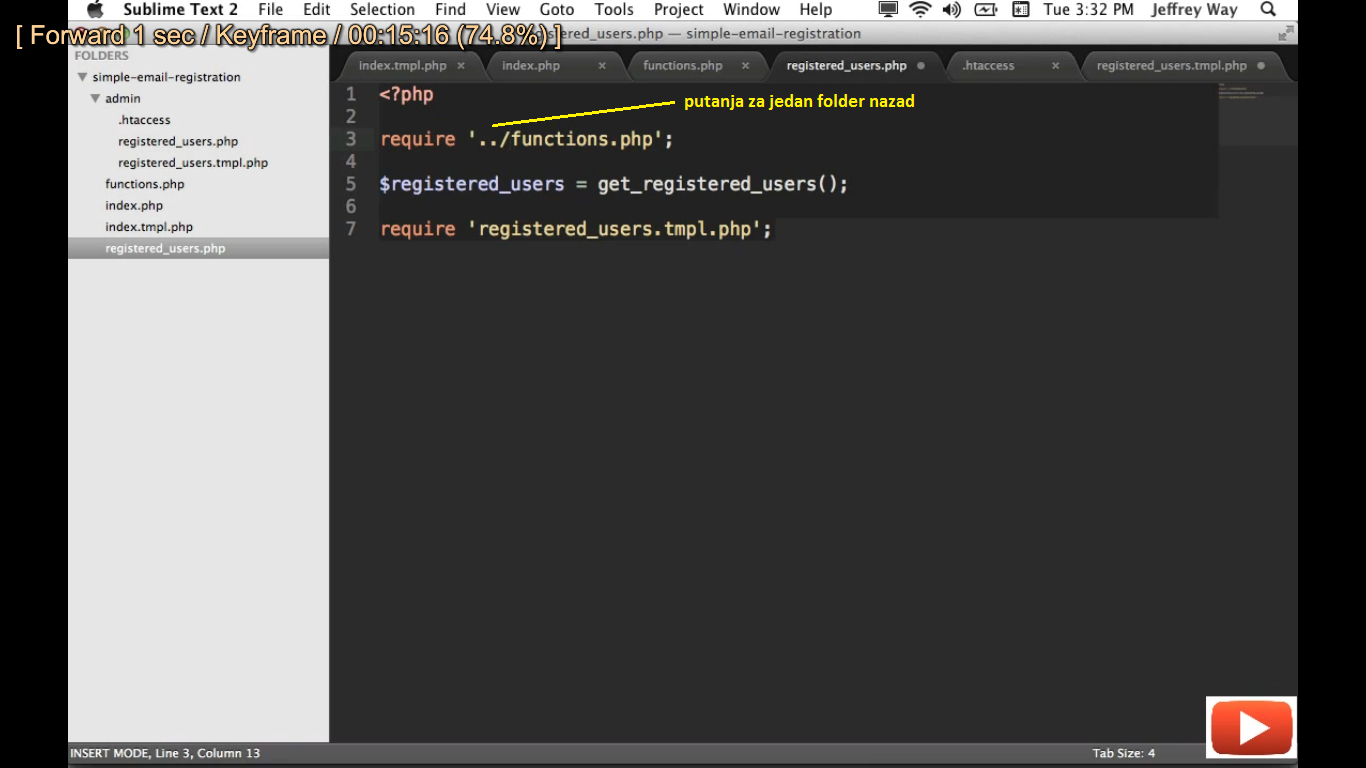 Sublime Text 2 File Edit Selection Find View Goto Tools Project Window Help Tue 3:32 PM Jeffrey Way
[ Forward 1 sec / Keyframe / 00:15:16 (74.8%) ]
ered_users.php — simple-email-registration
FOLDERS
simple-email-registration
admin
.htaccess
registered_users.php
registered_users.tmpl.php
functions.php
index.php
index.tmpl.php
registered_users.php
index.tmpl.php × index.php × functions.php × registered_users.php .htaccess × registered_users.tmpl.php
1 <?php
putanja za jedan folder nazad
2
3 require '../functions.php';
4
5 $registered_users = get_registered_users();
6
7 require 'registered_users.tmpl.php';
INSERT MODE, Line 3, Column 13 Tab Size: 4